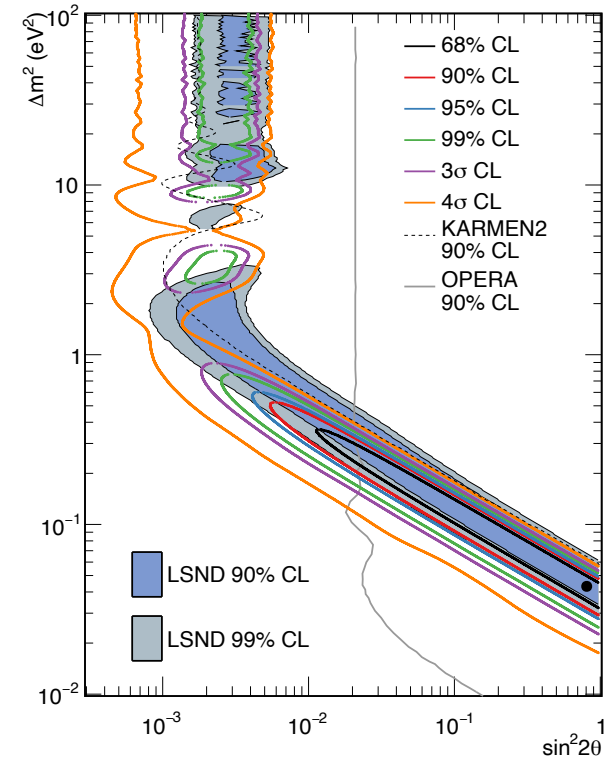 10²
Δm² (eV²)
68% CL
90% CL
95% CL
99% CL
3σ CL
4σ CL
KARMEN2
90% CL
OPERA
90% CL
10
1
10⁻¹
LSND 90% CL
LSND 99% CL
10⁻²
10⁻³ 10⁻² 10⁻¹ 1
sin²2θ